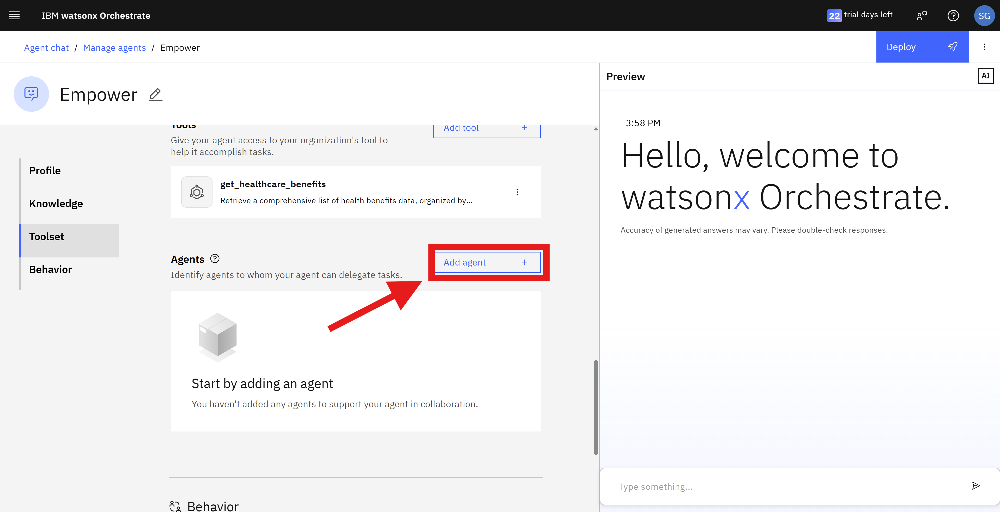 IBM watsonx Orchestrate
22 trial days left
SG
Agent chat / Manage agents / Empower
Deploy
Empower
Profile
Knowledge
Toolset
Behavior
Tools
Add tool +
Give your agent access to your organization's tool to
help it accomplish tasks.
get_healthcare_benefits
Retrieve a comprehensive list of health benefits data, organized by...
Agents
Add agent +
Identify agents to whom your agent can delegate tasks.
Start by adding an agent
You haven't added any agents to support your agent in collaboration.
Behavior
Preview
AI
3:58 PM
Hello, welcome to
watsonx Orchestrate.
Accuracy of generated answers may vary. Please double-check responses.
Type something...